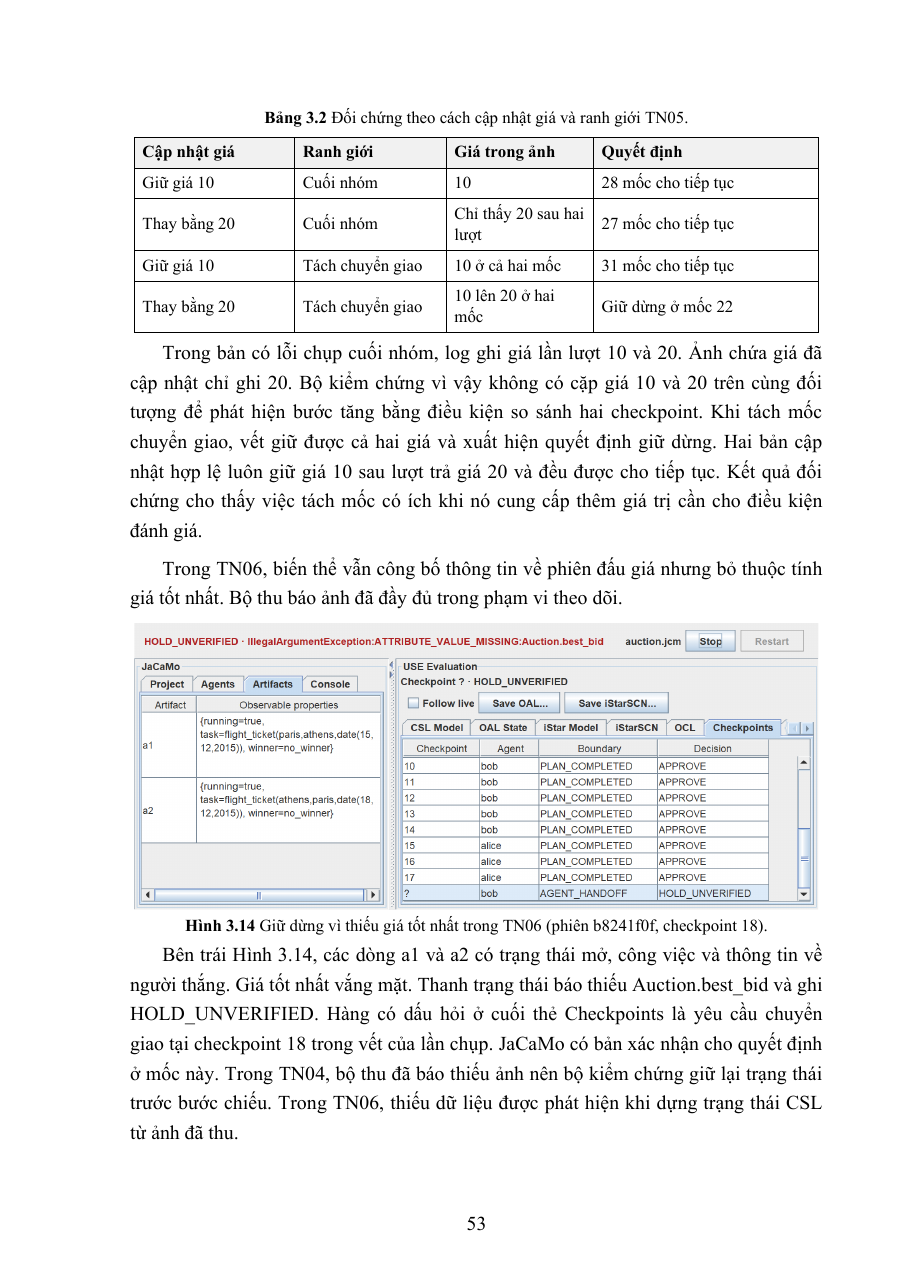 Bảng 3.2 Đối chứng theo cách cập nhật giá và ranh giới TN05.
Cập nhật giá Ranh giới Giá trong ảnh Quyết định
Giữ giá 10 Cuối nhóm 10 28 mốc cho tiếp tục
Thay bằng 20 Cuối nhóm Chỉ thấy 20 sau hai lượt 27 mốc cho tiếp tục
Giữ giá 10 Tách chuyển giao 10 ở cả hai mốc 31 mốc cho tiếp tục
Thay bằng 20 Tách chuyển giao 10 lên 20 ở hai mốc Giữ dừng ở mốc 22
Trong bản có lỗi chụp cuối nhóm, log ghi giá lần lượt 10 và 20. Ảnh chứa giá đã
cập nhật chỉ ghi 20. Bộ kiểm chứng vì vậy không có cặp giá 10 và 20 trên cùng đối
tượng để phát hiện bước tăng bằng điều kiện so sánh hai checkpoint. Khi tách mốc
chuyển giao, vết giữ được cả hai giá và xuất hiện quyết định giữ dừng. Hai bản cập
nhật hợp lệ luôn giữ giá 10 sau lượt trả giá 20 và đều được cho tiếp tục. Kết quả đối
chứng cho thấy việc tách mốc có ích khi nó cung cấp thêm giá trị cần cho điều kiện
đánh giá.
Trong TN06, biến thể vẫn công bố thông tin về phiên đấu giá nhưng bỏ thuộc tính
giá tốt nhất. Bộ thu báo ảnh đã đầy đủ trong phạm vi theo dõi.
HOLD_UNVERIFIED · IllegalArgumentException:ATTRIBUTE_VALUE_MISSING:Auction.best_bid auction.jcm Stop Restart
JaCaMo
Project Agents Artifacts Console
Artifact Observable properties
a1 {running=true,
task=flight_ticket(paris,athens,date(15,
12,2015)), winner=no_winner}
a2 {running=true,
task=flight_ticket(athens,paris,date(18,
12,2015)), winner=no_winner}
USE Evaluation
Checkpoint ? · HOLD_UNVERIFIED
Follow live Save OAL... Save iStarSCN...
CSL Model OAL State iStar Model iStarSCN OCL Checkpoints
Checkpoint Agent Boundary Decision
10 bob PLAN_COMPLETED APPROVE
11 bob PLAN_COMPLETED APPROVE
12 bob PLAN_COMPLETED APPROVE
13 bob PLAN_COMPLETED APPROVE
14 bob PLAN_COMPLETED APPROVE
15 alice PLAN_COMPLETED APPROVE
16 alice PLAN_COMPLETED APPROVE
17 alice PLAN_COMPLETED APPROVE
? bob AGENT_HANDOFF HOLD_UNVERIFIED
Hình 3.14 Giữ dừng vì thiếu giá tốt nhất trong TN06 (phiên b8241f0f, checkpoint 18).
Bên trái Hình 3.14, các dòng a1 và a2 có trạng thái mở, công việc và thông tin về
người thắng. Giá tốt nhất vắng mặt. Thanh trạng thái báo thiếu Auction.best_bid và ghi
HOLD_UNVERIFIED. Hàng có dấu hỏi ở cuối thẻ Checkpoints là yêu cầu chuyển
giao tại checkpoint 18 trong vết của lần chụp. JaCaMo có bản xác nhận cho quyết định
ở mốc này. Trong TN04, bộ thu đã báo thiếu ảnh nên bộ kiểm chứng giữ lại trạng thái
trước bước chiếu. Trong TN06, thiếu dữ liệu được phát hiện khi dựng trạng thái CSL
từ ảnh đã thu.
53